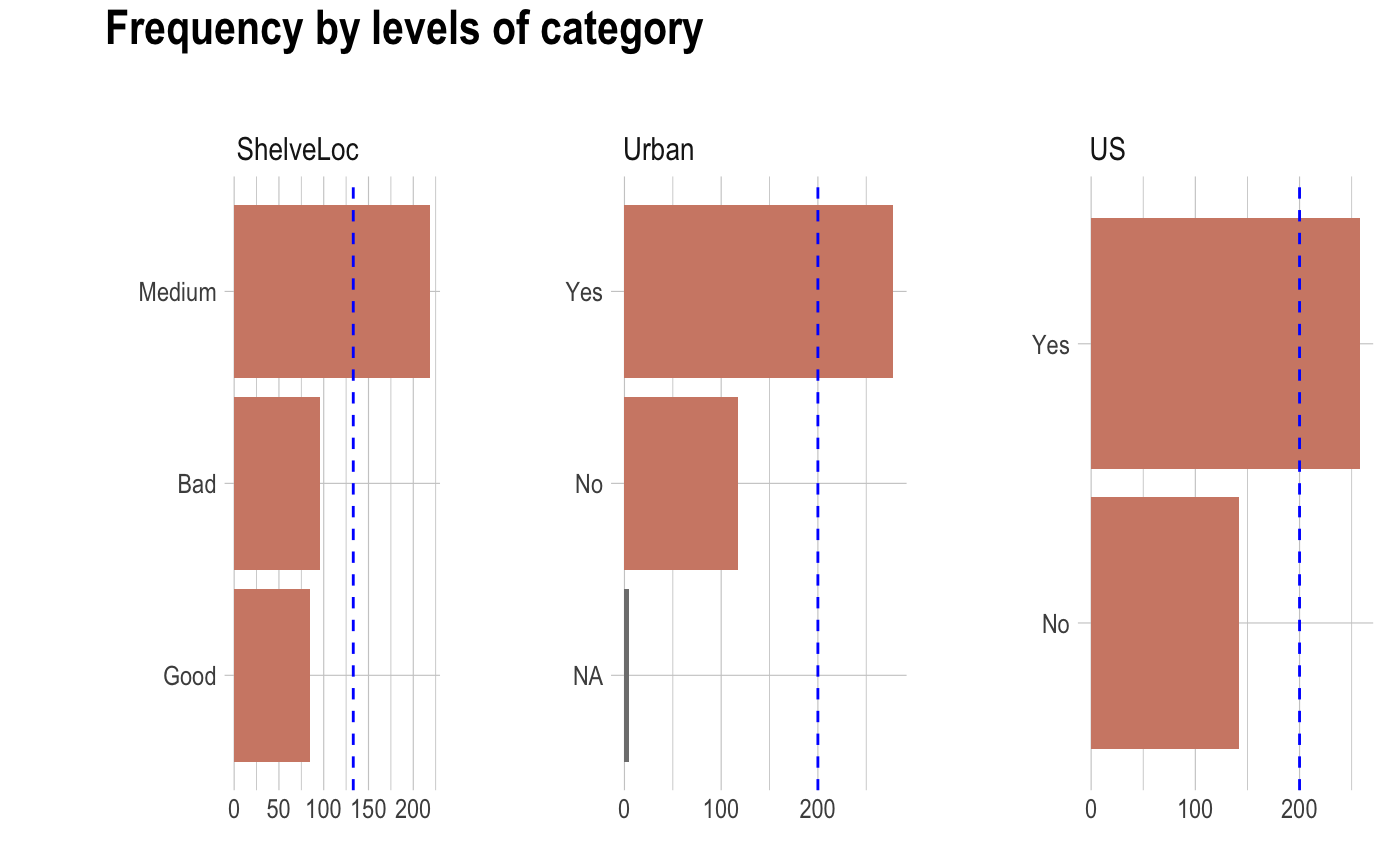 Frequency by levels of category
ShelveLoc
Medium
Bad
Good
0 50 100 150 200
Urban
Yes
No
NA
0 100 200
US
Yes
No
0 100 200